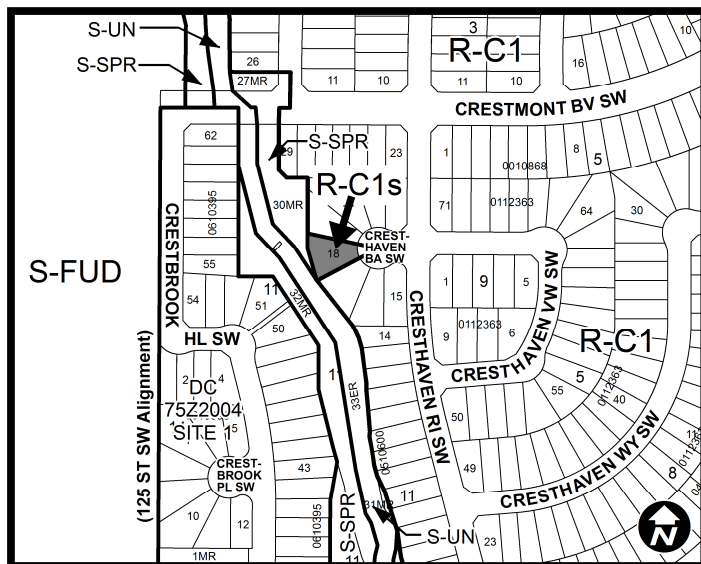 S-UN
S-SPR
26
27MR
11
10
3
R-C1
11
10
16
10
CRESTMONT BV SW
62
S-SPR
29
23
1
0010868
8
5
R-C1s
0610395
30MR
71
0112363
64
30
CRESTBROOK
CREST-
HAVEN
BA SW
18
S-FUD
55
11
32MR
54
51
50
15
14
1
9
5
9
0112363
6
CRESTHAVEN VW SW
HL SW
CRESTHAVEN RI SW
R-C1
2
4
DC
75Z2004
SITE 1
5
11
33ER
55
5
0112363
40
50
(125 ST SW Alignment)
CREST-
BROOK
PL SW
43
0610600
49
CRESTHAVEN WY SW
11
0112363
8
10
12
0610395
S-SPR
31MR
11
S-UN
23
1MR
11
N